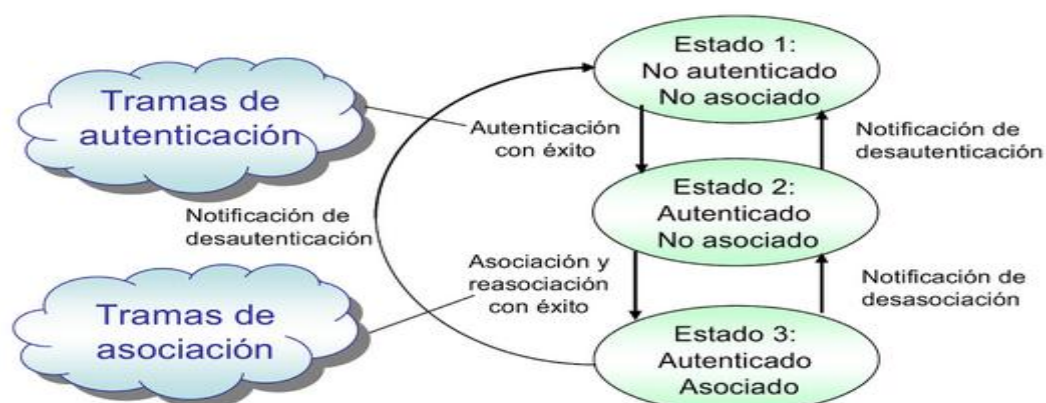 Estado 1:
No autenticado
No asociado
Tramas de
autenticación
Autenticación
con éxito
Notificación de
desautenticación
Estado 2:
Autenticado
No asociado
Notificación de
desautenticación
Asociación y
reasociación
con éxito
Notificación de
desasociación
Tramas de
asociación
Estado 3:
Autenticado
Asociado